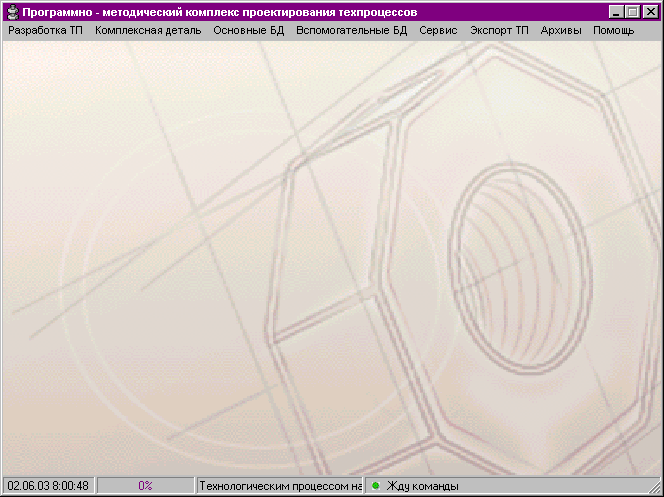 Программно - методический комплекс проектирования техпроцессов
Разработка ТП Комплексная деталь Основные БД Вспомогательные БД Сервис Экспорт ТП Архивы Помощь
02.06.03 8:00:48 0% Технологическим процессом на Жду команды